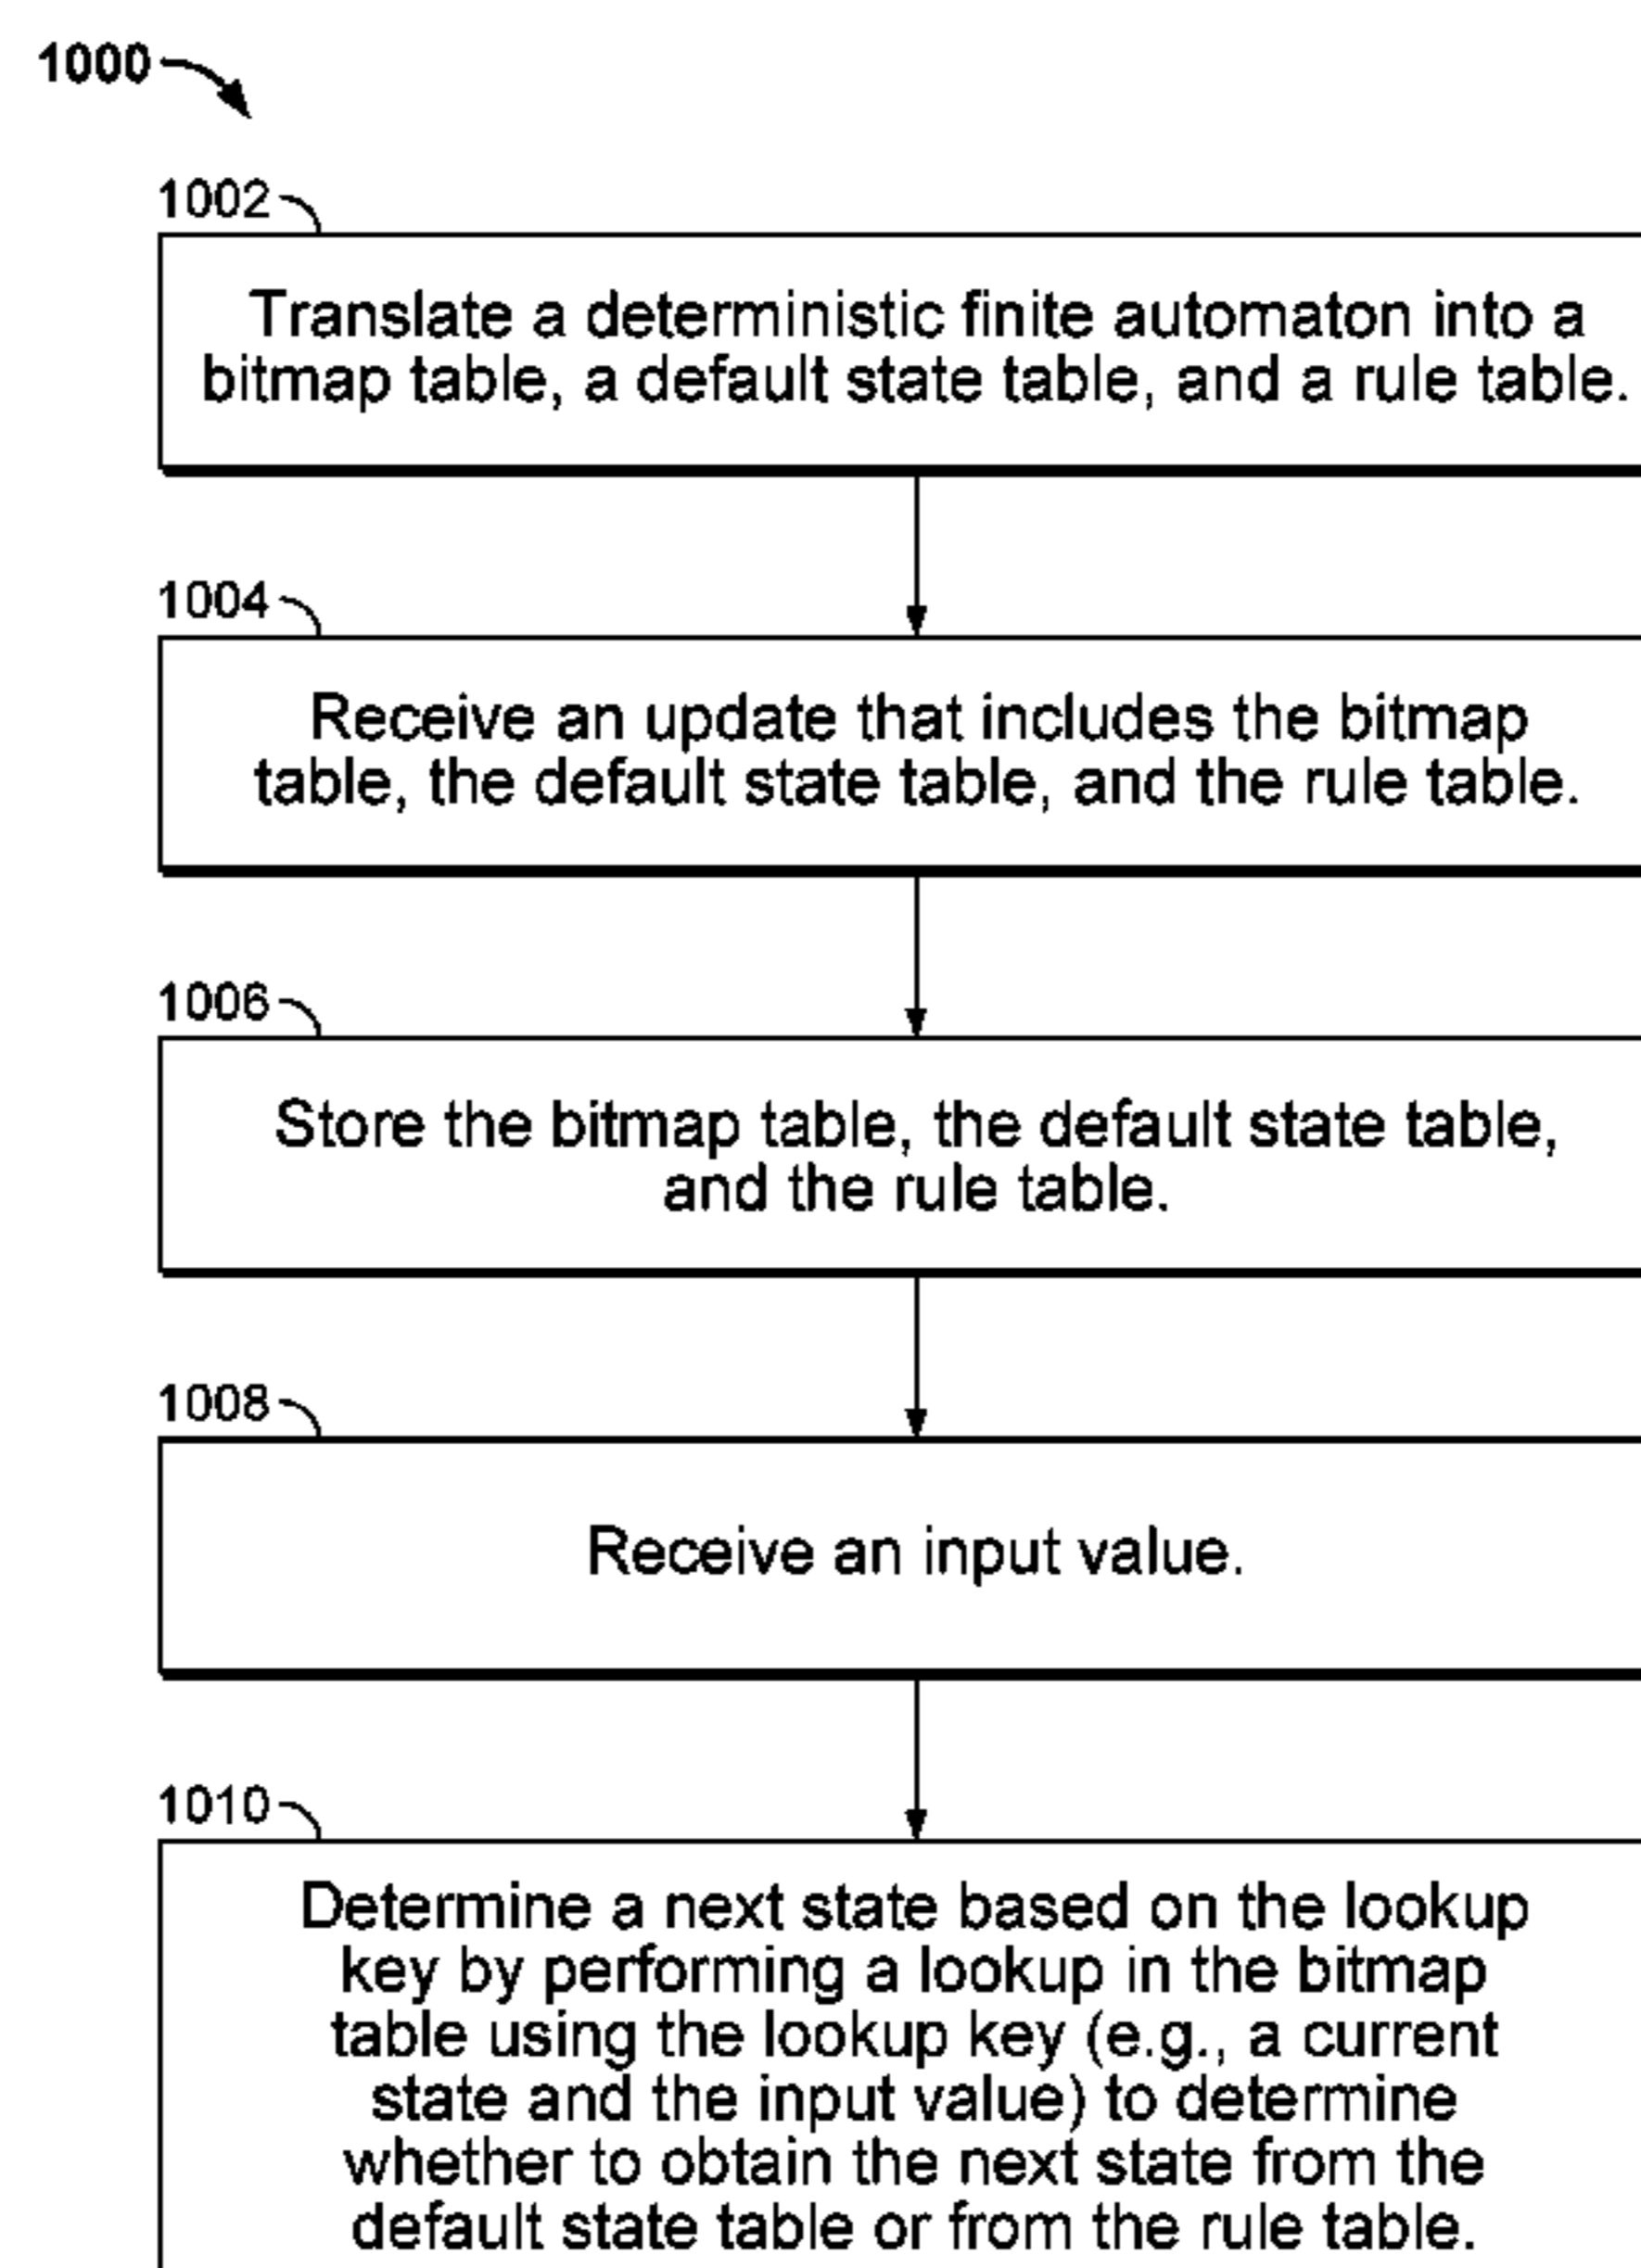 1000
1002
Translate a deterministic finite automaton into a
bitmap table, a default state table, and a rule table.
1004
Receive an update that includes the bitmap
table, the default state table, and the rule table.
1006
Store the bitmap table, the default state table,
and the rule table.
1008
Receive an input value.
1010
Determine a next state based on the lookup
key by performing a lookup in the bitmap
table using the lookup key (e.g., a current
state and the input value) to determine
whether to obtain the next state from the
default state table or from the rule table.